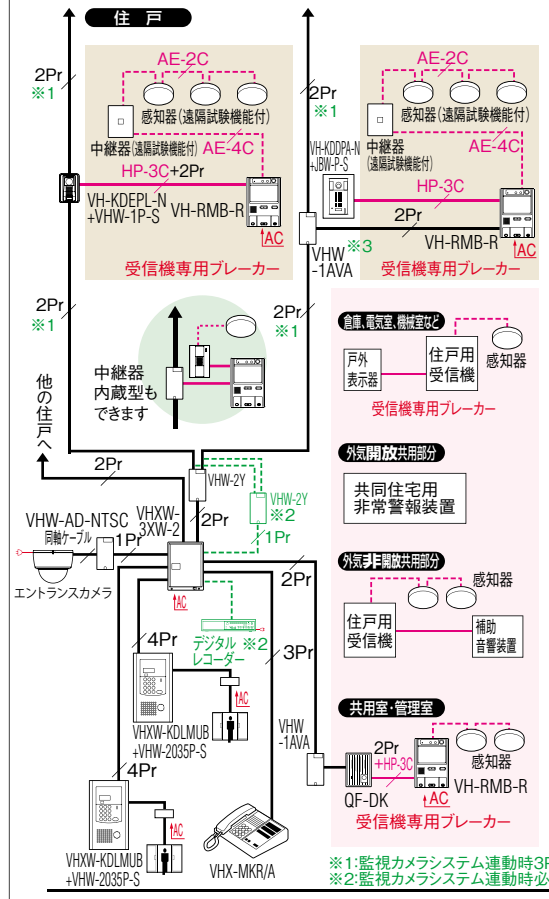 住戸
2Pr
※1
AE-2C
感知器(遠隔試験機能付)
中継器
(遠隔試験機能付)
AE-4C
HP-3C+2Pr
VH-KDEPL-N
+VHW-1P-S
VH-RMB-R
AC
受信機専用ブレーカー
2Pr
※1
AE-2C
感知器(遠隔試験機能付)
中継器
(遠隔試験機能付)
AE-4C
VH-KDDPA-N
+JBW-P-S
HP-3C
2Pr
VHW
-1AVA
※3
VH-RMB-R
AC
受信機専用ブレーカー
2Pr
※1
2Pr
※1
中継器
内蔵型も
できます
他の住戸へ
2Pr
VHW-2Y
VHW-2Y
※2
2Pr
1Pr
VHXW-
3XW-2
VHW-AD-NTSC
同軸ケーブル
1Pr
エントランスカメラ
AC
2Pr
4Pr
デジタル
レコーダー
※2
3Pr
AC
VHXW-KDLMUB
+VHW-2035P-S
4Pr
AC
VHXW-KDLMUB
+VHW-2035P-S
VHX-MKR/A
VHW
-1AVA
倉庫、電気室、機械室など
戸外
表示器
住戸用
受信機
感知器
受信機専用ブレーカー
外気開放共用部分
共同住宅用
非常警報装置
外気非開放共用部分
感知器
住戸用
受信機
補助
音響装置
共用室・管理室
2Pr
+HP-3C
感知器
QF-DK
VH-RMB-R
AC
受信機専用ブレーカー
※1:監視カメラシステム連動時3P
※2:監視カメラシステム連動時必